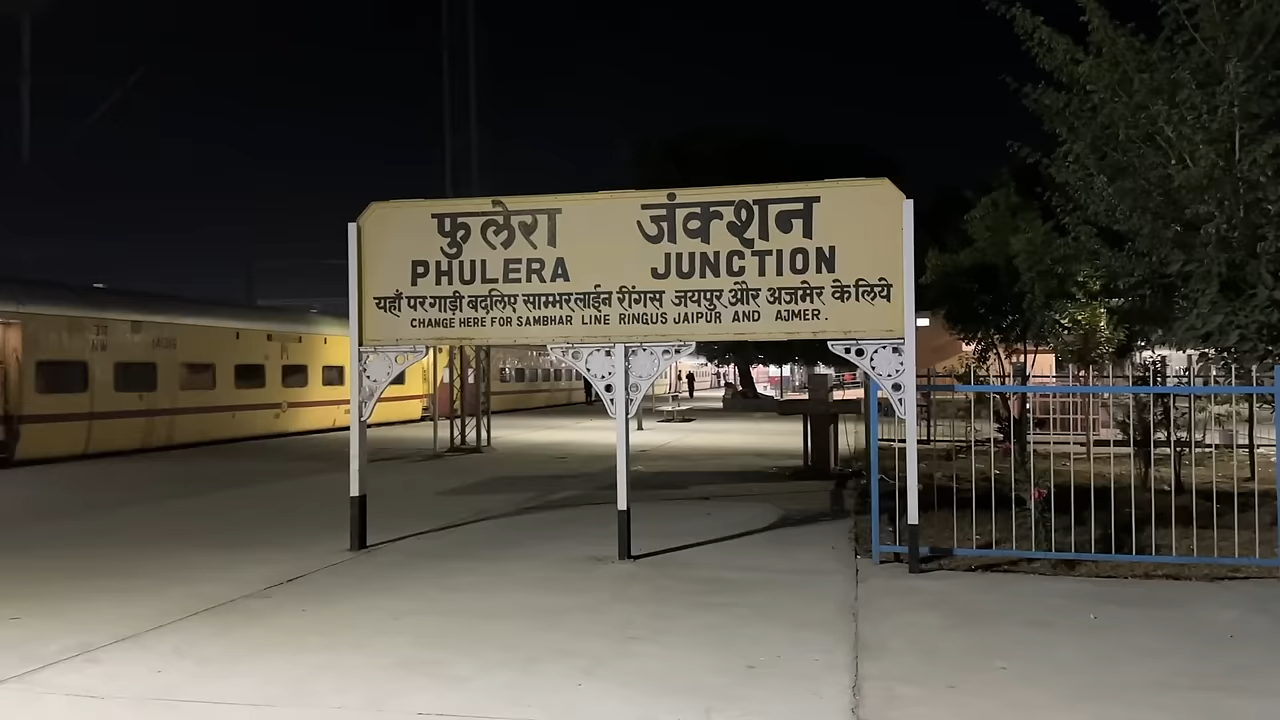 फुलेरा जंक्शन
PHULERA JUNCTION
यहाँ पर गाड़ी बदलिए साम्भर लाईन रींगस जयपुर और अजमेर के लिये
CHANGE HERE FOR SAMBHAR LINE RINGUS JAIPUR AND AJMER.